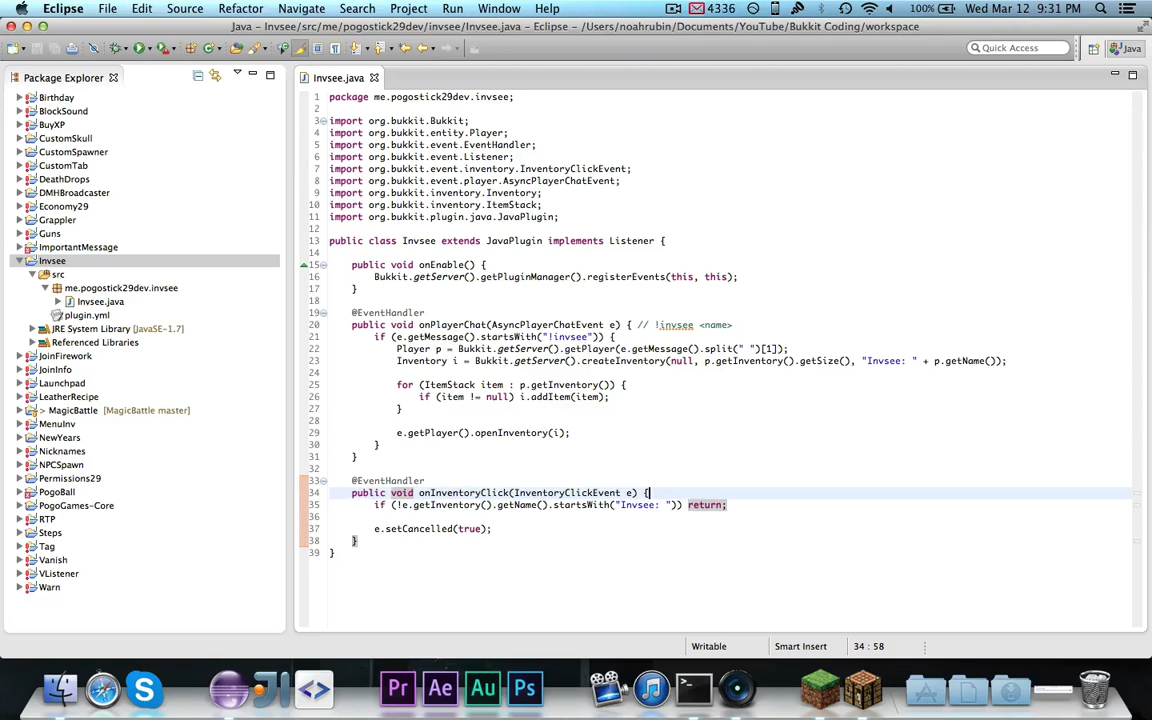 Eclipse File Edit Source Refactor Navigate Search Project Run Window Help 4336 100% Wed Mar 12 9:31 PM
Java – Invsee/src/me/pogostick29dev/invsee/Invsee.java – Eclipse – /Users/noahrubin/Documents/YouTube/Bukkit Coding/workspace
Quick Access Java
Package Explorer
Birthday
BlockSound
BuyXP
CustomSkull
CustomSpawner
CustomTab
DeathDrops
DMHBroadcaster
Economy29
Grappler
Guns
ImportantMessage
Invsee
src
me.pogostick29dev.invsee
Invsee.java
plugin.yml
JRE System Library [JavaSE-1.7]
Referenced Libraries
JoinFirework
JoinInfo
Launchpad
LeatherRecipe
> MagicBattle [MagicBattle master]
MenuInv
NewYears
Nicknames
NPCSpawn
Permissions29
PogoBall
PogoGames-Core
RTP
Steps
Tag
Vanish
VListener
Warn
Invsee.java
1 package me.pogostick29dev.invsee;
2
3 import org.bukkit.Bukkit;
4 import org.bukkit.entity.Player;
5 import org.bukkit.event.EventHandler;
6 import org.bukkit.event.Listener;
7 import org.bukkit.event.inventory.InventoryClickEvent;
8 import org.bukkit.event.player.AsyncPlayerChatEvent;
9 import org.bukkit.inventory.Inventory;
10 import org.bukkit.inventory.ItemStack;
11 import org.bukkit.plugin.java.JavaPlugin;
12
13 public class Invsee extends JavaPlugin implements Listener {
14
15 public void onEnable() {
16 Bukkit.getServer().getPluginManager().registerEvents(this, this);
17 }
18
19 @EventHandler
20 public void onPlayerChat(AsyncPlayerChatEvent e) { // !invsee <name>
21 if (e.getMessage().startsWith("!invsee")) {
22 Player p = Bukkit.getServer().getPlayer(e.getMessage().split(" ")[1]);
23 Inventory i = Bukkit.getServer().createInventory(null, p.getInventory().getSize(), "Invsee: " + p.getName());
24
25 for (ItemStack item : p.getInventory()) {
26 if (item != null) i.addItem(item);
27 }
28
29 e.getPlayer().openInventory(i);
30 }
31 }
32
33 @EventHandler
34 public void onInventoryClick(InventoryClickEvent e) {
35 if (!e.getInventory().getName().startsWith("Invsee: ")) return;
36
37 e.setCancelled(true);
38 }
39 }
Writable Smart Insert 34 : 58
Pr Ae Au Ps